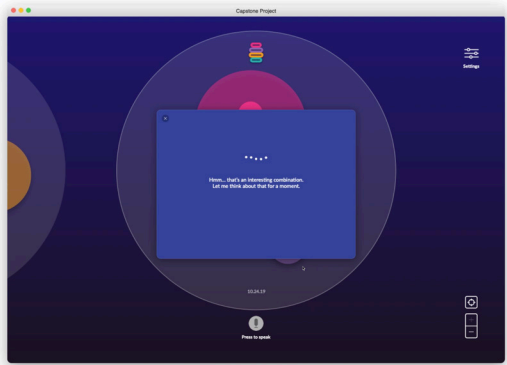 Capstone Project
Settings
Hmm... that's an interesting combination.
Let me think about that for a moment.
10.24.19
Press to speak